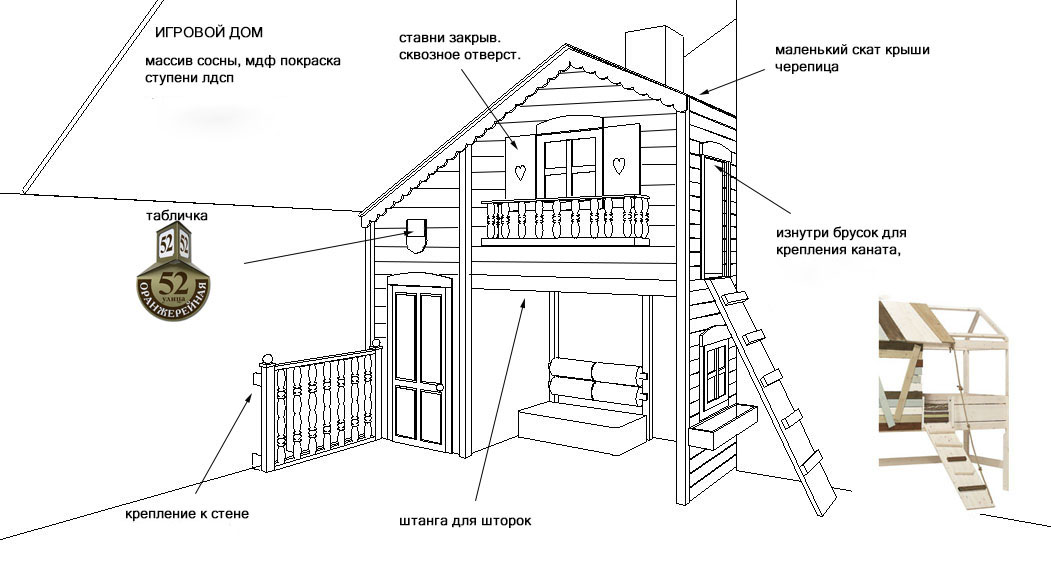 ИГРОВОЙ ДОМ
массив сосны, мдф покраска
ступени лдсп
ставни закрыв.
сквозное отверст.
маленький скат крыши
черепица
табличка
52
52
52
улица
ОРАНЖЕРЕЙНАЯ
изнутри брусок для
крепления каната,
крепление к стене
штанга для шторок